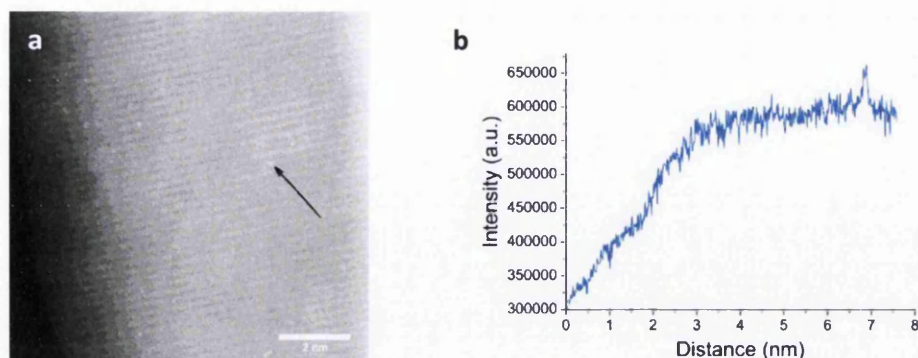 a
2 nm
b
650000
600000
550000
500000
450000
400000
350000
300000
Intensity (a.u.)
0 1 2 3 4 5 6 7 8
Distance (nm)